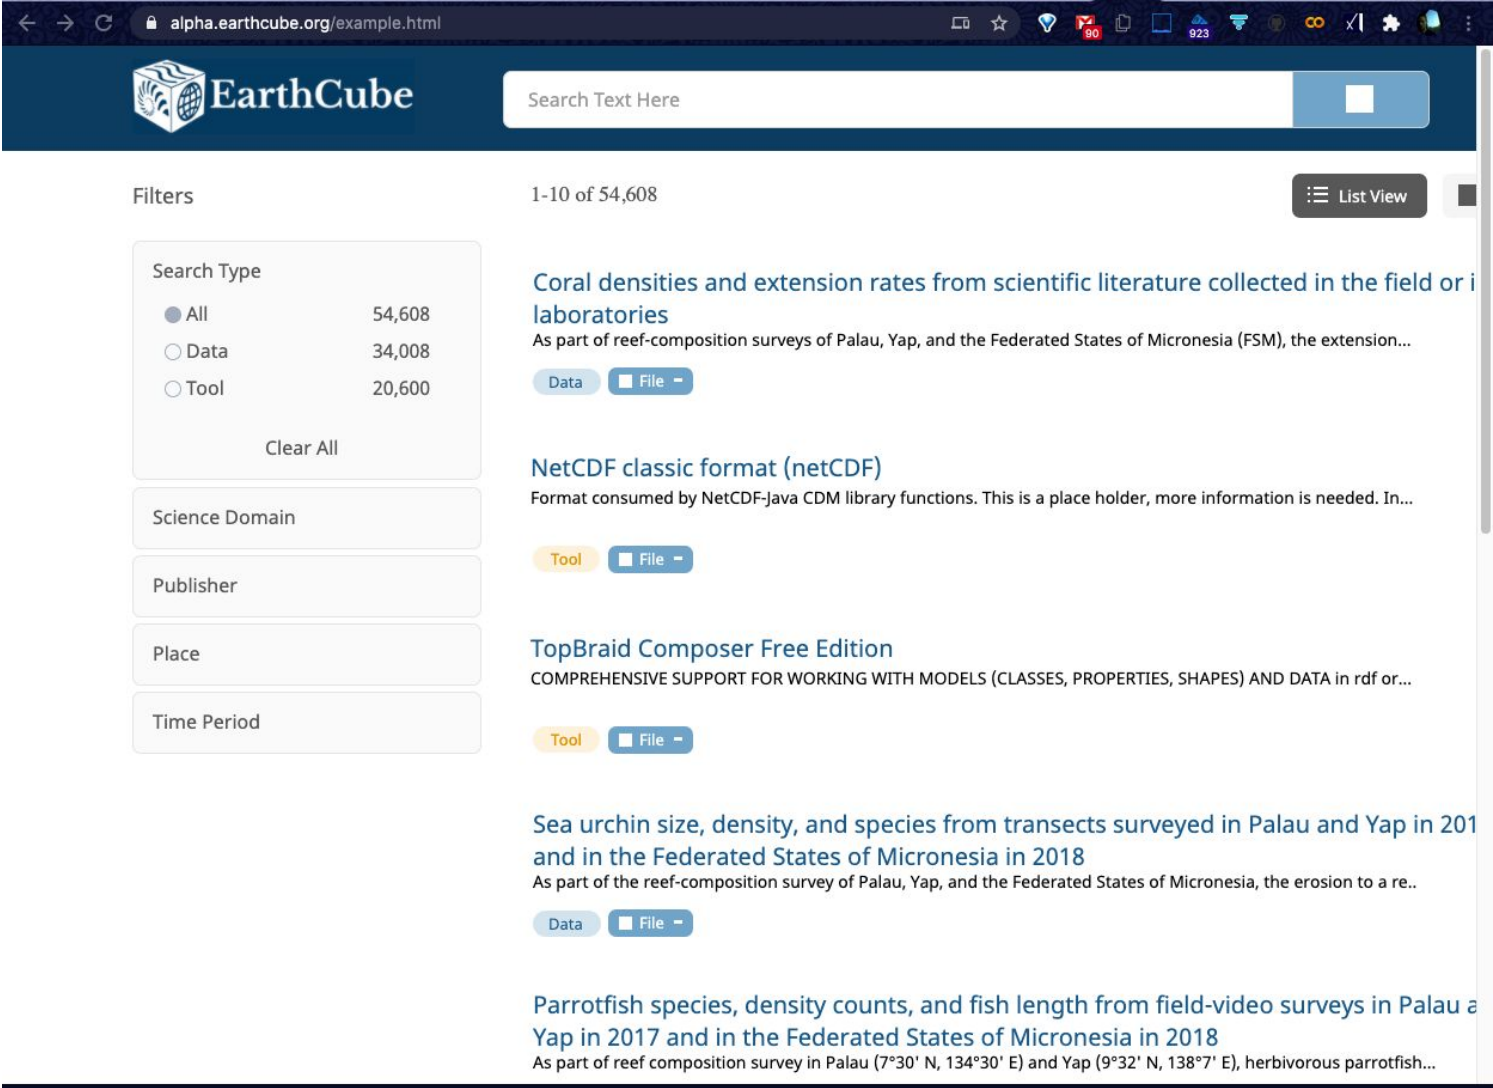 alpha.earthcube.org/example.html
90
923
EarthCube
Search Text Here
Filters
1-10 of 54,608
List View
Search Type
All 54,608
Data 34,008
Tool 20,600
Clear All
Science Domain
Publisher
Place
Time Period
Coral densities and extension rates from scientific literature collected in the field or i
laboratories
As part of reef-composition surveys of Palau, Yap, and the Federated States of Micronesia (FSM), the extension...
Data File -
NetCDF classic format (netCDF)
Format consumed by NetCDF-Java CDM library functions. This is a place holder, more information is needed. In...
Tool File -
TopBraid Composer Free Edition
COMPREHENSIVE SUPPORT FOR WORKING WITH MODELS (CLASSES, PROPERTIES, SHAPES) AND DATA in rdf or...
Tool File -
Sea urchin size, density, and species from transects surveyed in Palau and Yap in 201
and in the Federated States of Micronesia in 2018
As part of the reef-composition survey of Palau, Yap, and the Federated States of Micronesia, the erosion to a re..
Data File -
Parrotfish species, density counts, and fish length from field-video surveys in Palau a
Yap in 2017 and in the Federated States of Micronesia in 2018
As part of reef composition survey in Palau (7°30' N, 134°30' E) and Yap (9°32' N, 138°7' E), herbivorous parrotfish...